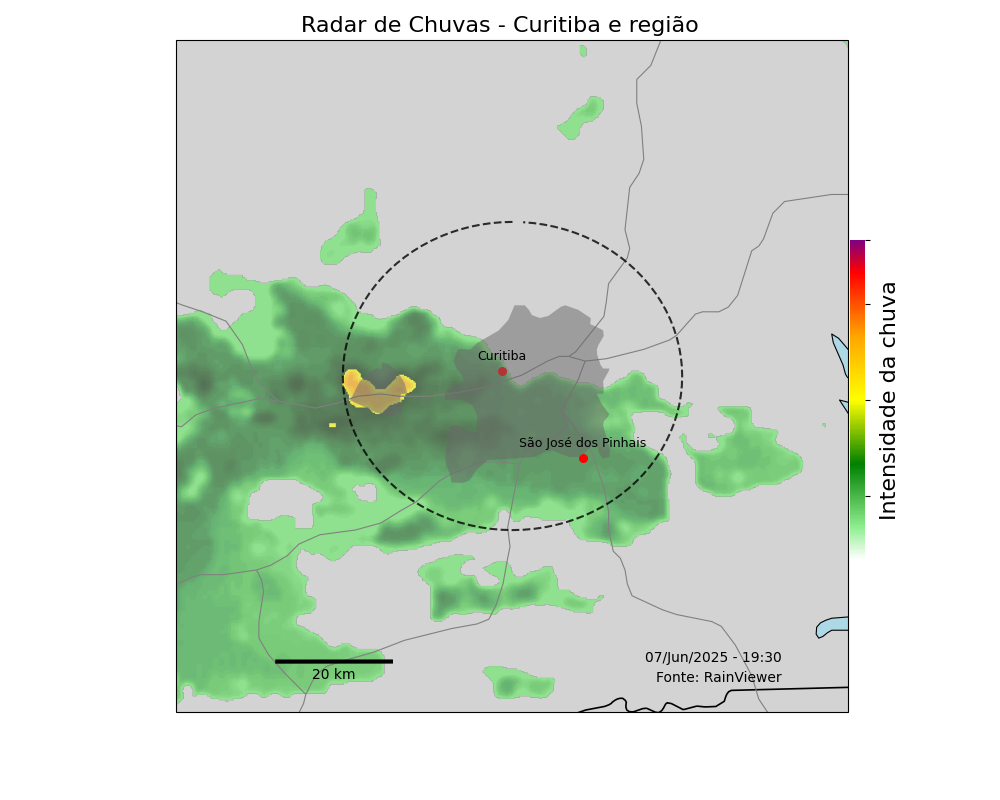 Radar de Chuvas - Curitiba e região
Curitiba
São José dos Pinhais
Intensidade da chuva
20 km
07/Jun/2025 - 19:30
Fonte: RainViewer